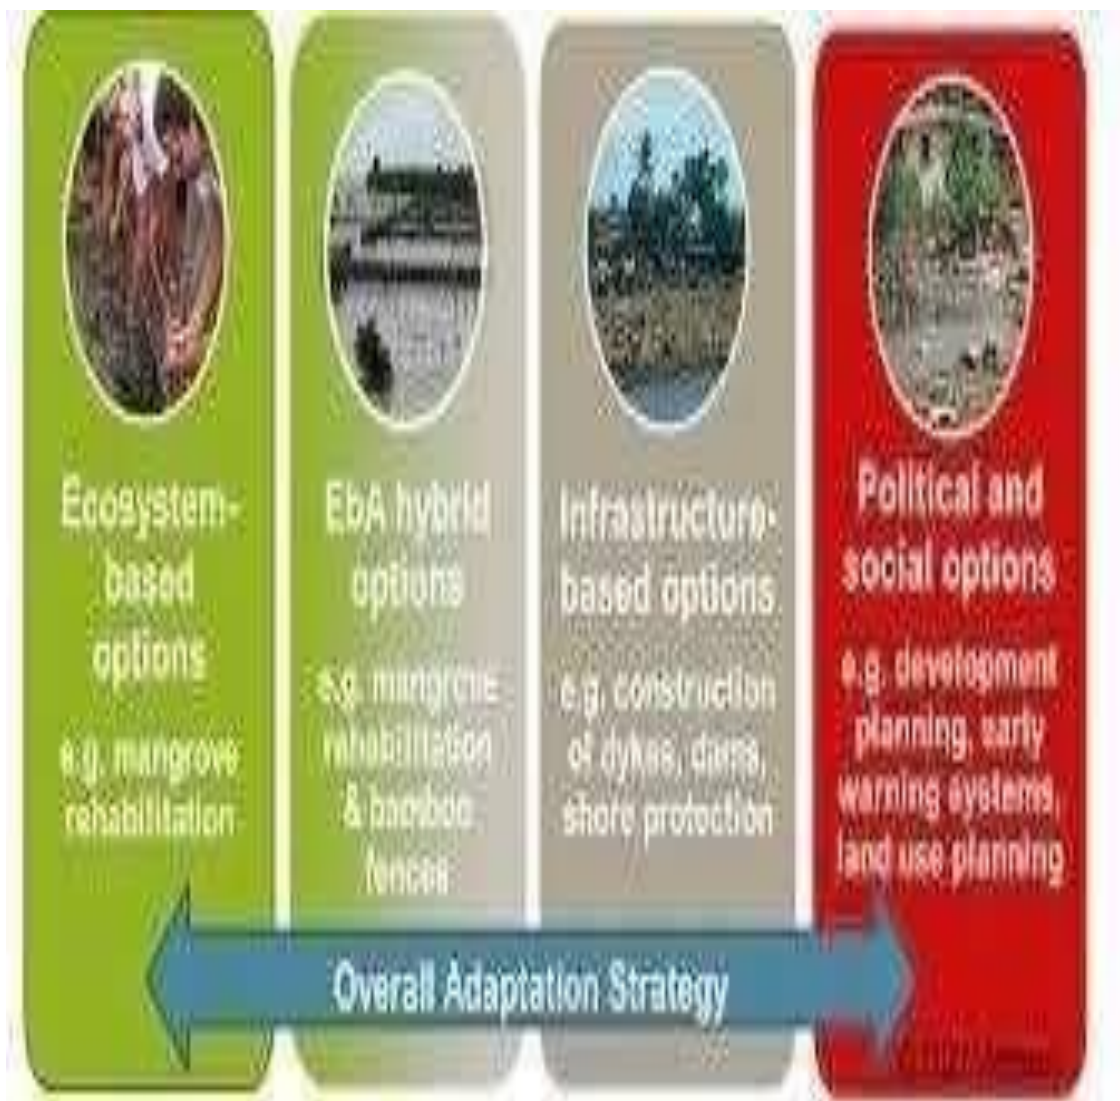 Ecosystem-
based
options
e.g. mangrove
rehabilitation
EbA hybrid
options
e.g. mangrove
rehabilitation
& bamboo
fences
Infrastructure-
based options
e.g. construction
of dykes, dams,
shore protection
Political and
social options
e.g. development
planning, early
warning systems,
land use planning
Overall Adaptation Strategy